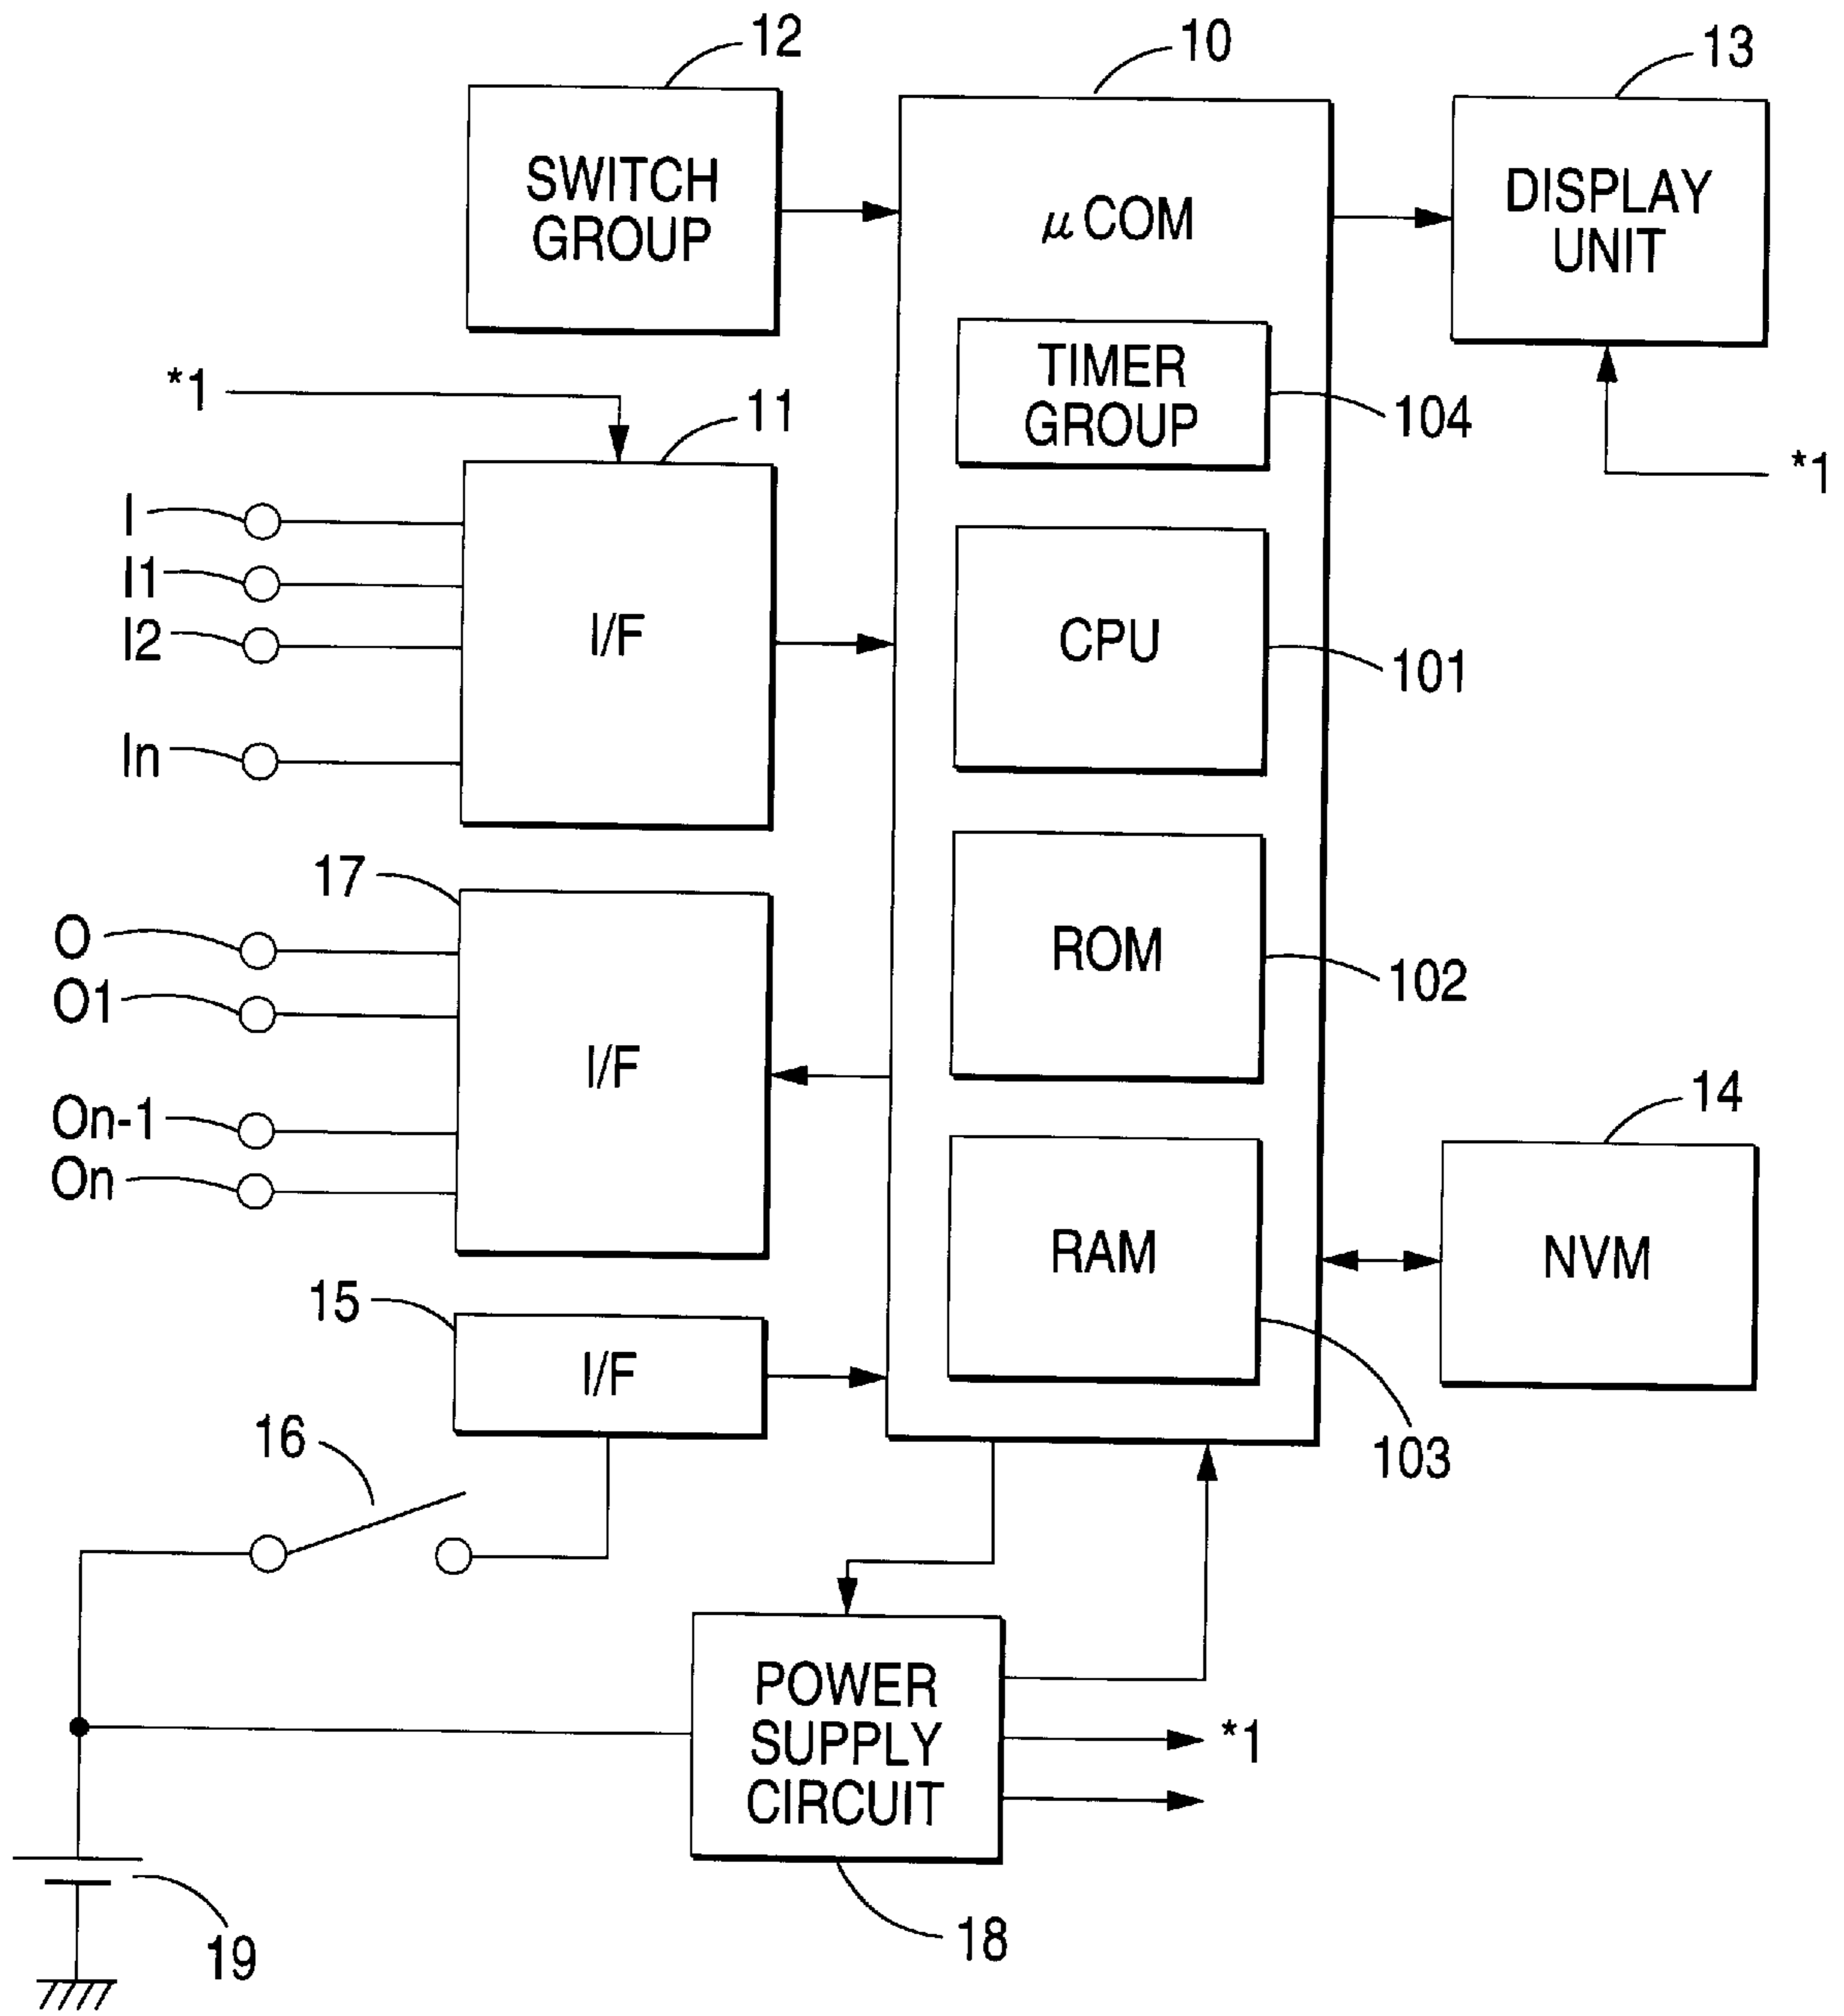 12
10
13
SWITCH
GROUP
μCOM
DISPLAY
UNIT
*1
11
TIMER
GROUP
104
*1
I
I1
I2
In
I/F
CPU
101
17
O
O1
On-1
On
I/F
ROM
102
14
RAM
NVM
15
I/F
16
103
POWER
SUPPLY
CIRCUIT
*1
19
18